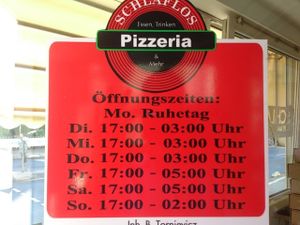 SCHLAFLOS
Essen, Trinken
Pizzeria
& Mehr
Öffnungszeiten:
Mo. Ruhetag
Di. 17:00 - 03:00 Uhr
Mi. 17:00 - 03:00 Uhr
Do. 17:00 - 03:00 Uhr
Fr. 17:00 - 05:00 Uhr
Sa. 17:00 - 05:00 Uhr
So. 17:00 - 02:00 Uhr
Inh. B.